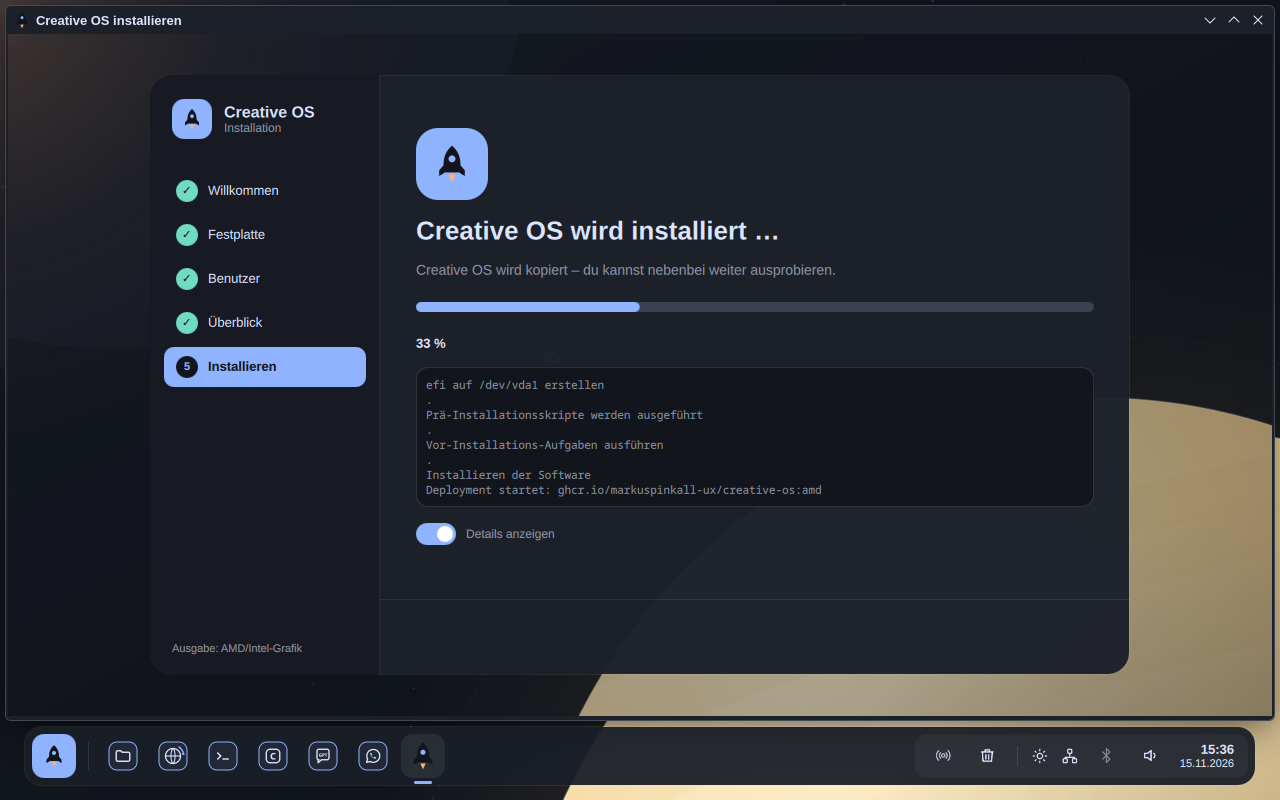 Creative OS installieren
Creative OS
Installation
✓ Willkommen
✓ Festplatte
✓ Benutzer
✓ Überblick
5 Installieren
Ausgabe: AMD/Intel-Grafik
Creative OS wird installiert …
Creative OS wird kopiert – du kannst nebenbei weiter ausprobieren.
33 %
efi auf /dev/vda1 erstellen
.
Prä-Installationsskripte werden ausgeführt
.
Vor-Installations-Aufgaben ausführen
.
Installieren der Software
Deployment startet: ghcr.io/markuspinkall-ux/creative-os:amd
Details anzeigen
C
GPT
15:36
15.11.2026